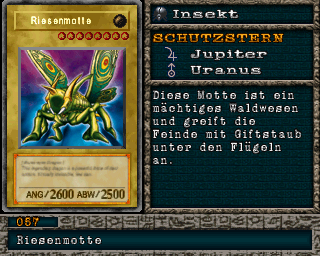 Riesenmotte
ANG/2600 ABW/2500
Insekt
SCHUTZSTERN
♃ Jupiter
♅ Uranus
Diese Motte ist ein
mächtiges Waldwesen
und greift die
Feinde mit Giftstaub
unter den Flügeln
an.
057
Riesenmotte